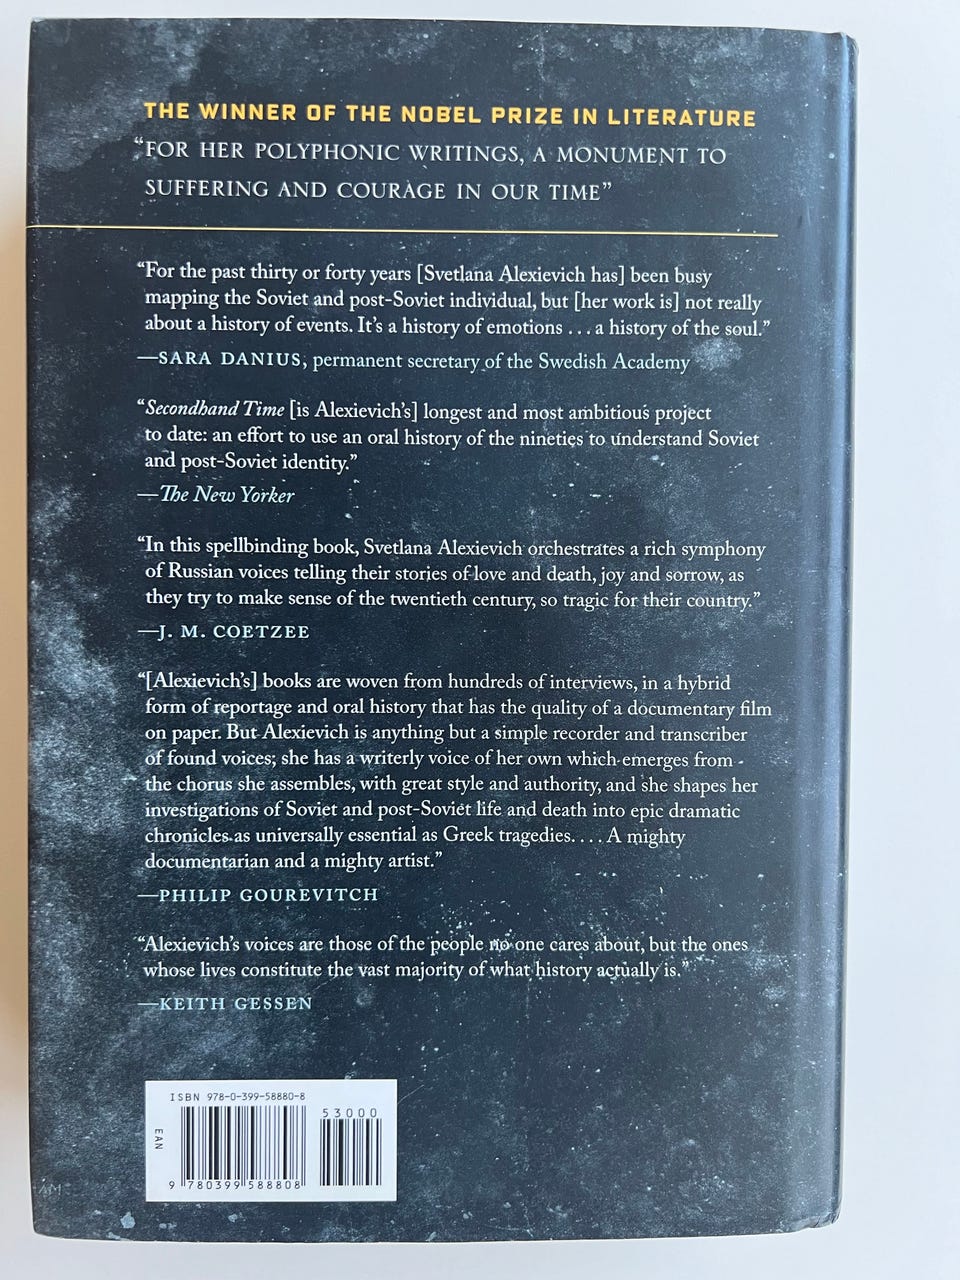 THE WINNER OF THE NOBEL PRIZE IN LITERATURE
“FOR HER POLYPHONIC WRITINGS, A MONUMENT TO
SUFFERING AND COURAGE IN OUR TIME”
“For the past thirty or forty years [Svetlana Alexievich has] been busy
mapping the Soviet and post-Soviet individual, but [her work is] not really
about a history of events. It’s a history of emotions . . . a history of the soul.”
—SARA DANIUS, permanent secretary of the Swedish Academy
“Secondhand Time [is Alexievich’s] longest and most ambitious project
to date: an effort to use an oral history of the nineties to understand Soviet
and post-Soviet identity.”
—The New Yorker
“In this spellbinding book, Svetlana Alexievich orchestrates a rich symphony
of Russian voices telling their stories of love and death, joy and sorrow, as
they try to make sense of the twentieth century, so tragic for their country.”
—J. M. COETZEE
“[Alexievich’s] books are woven from hundreds of interviews, in a hybrid
form of reportage and oral history that has the quality of a documentary film
on paper. But Alexievich is anything but a simple recorder and transcriber
of found voices; she has a writerly voice of her own which emerges from
the chorus she assembles, with great style and authority, and she shapes her
investigations of Soviet and post-Soviet life and death into epic dramatic
chronicles as universally essential as Greek tragedies. . . . A mighty
documentarian and a mighty artist.”
—PHILIP GOUREVITCH
“Alexievich’s voices are those of the people no one cares about, but the ones
whose lives constitute the vast majority of what history actually is.”
—KEITH GESSEN
ISBN 978-0-399-58880-8
53000
EAN
9 780399 588808
AM